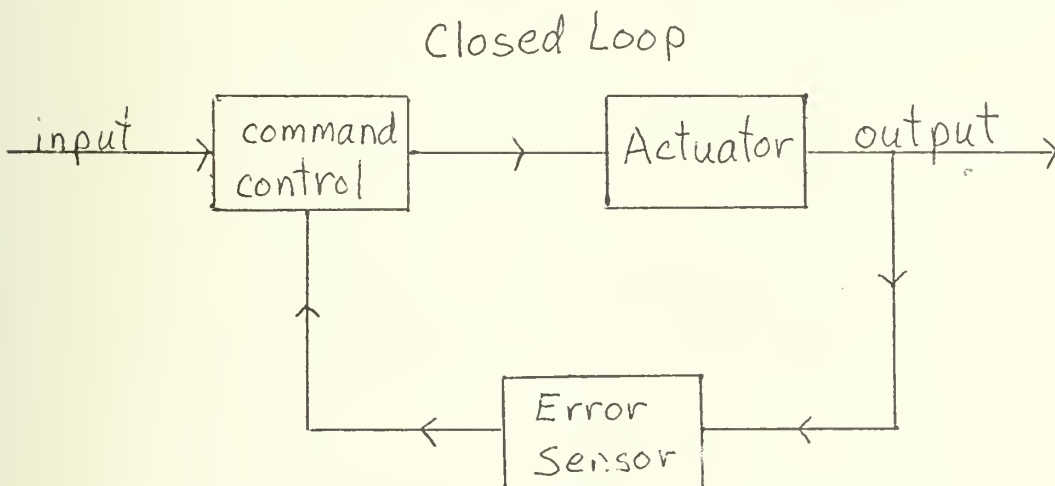 Closed Loop
input
command
control
Actuator
output
Error
Sensor